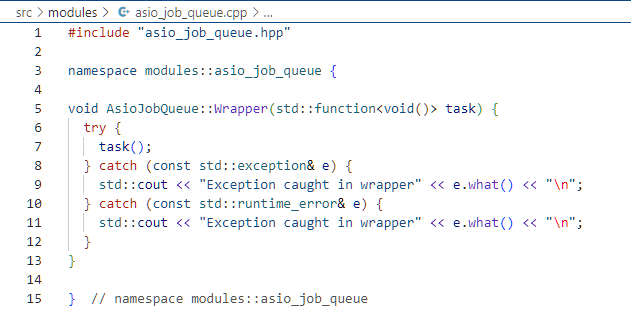 src > modules > asio_job_queue.cpp > ...
1 #include "asio_job_queue.hpp"
2
3 namespace modules::asio_job_queue {
4
5 void AsioJobQueue::Wrapper(std::function<void()> task) {
6   try {
7     task();
8   } catch (const std::exception& e) {
9     std::cout << "Exception caught in wrapper" << e.what() << "\n";
10   } catch (const std::runtime_error& e) {
11     std::cout << "Exception caught in wrapper" << e.what() << "\n";
12   }
13 }
14
15 }  // namespace modules::asio_job_queue